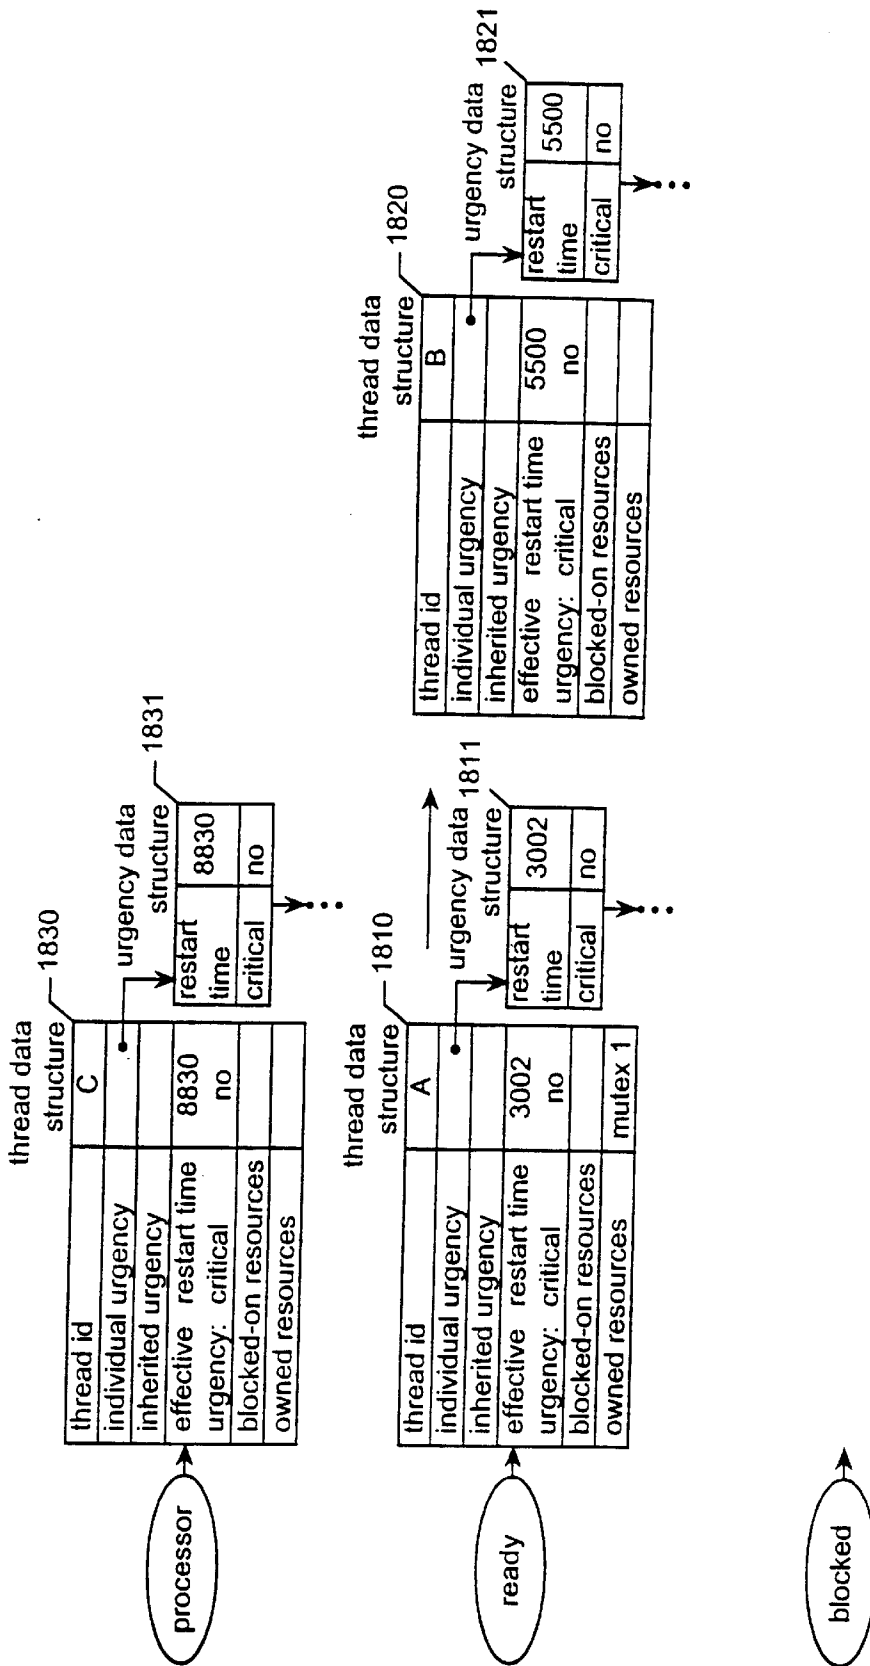 thread data
structure
1830
processor
thread id
C
individual urgency
inherited urgency
effective restart time
8830
urgency: critical
no
blocked-on resources
owned resources
urgency data
structure
1831
restart
time
8830
critical
no
thread data
structure
1810
ready
thread id
A
individual urgency
inherited urgency
effective restart time
3002
urgency: critical
no
blocked-on resources
owned resources
mutex 1
urgency data
structure
1811
restart
time
3002
critical
no
thread data
structure
1820
thread id
B
individual urgency
inherited urgency
effective restart time
5500
urgency: critical
no
blocked-on resources
owned resources
urgency data
structure
1821
restart
time
5500
critical
no
blocked